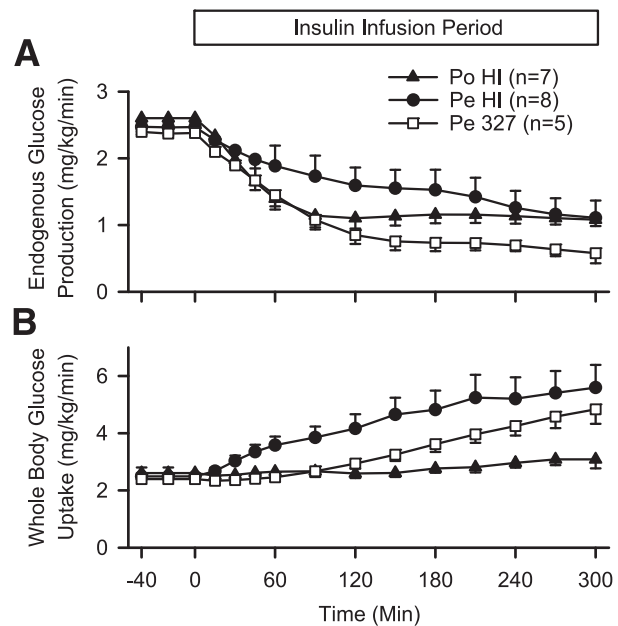 Insulin Infusion Period
A
Po HI (n=7)
Pe HI (n=8)
Pe 327 (n=5)
Endogenous Glucose
Production (mg/kg/min)
3
2
1
0
B
Whole Body Glucose
Uptake (mg/kg/min)
6
4
2
0
-40 0 60 120 180 240 300
Time (Min)